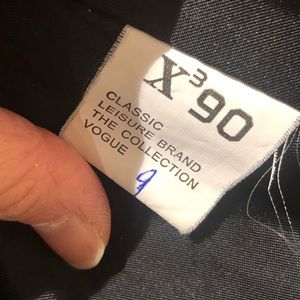 X³90
CLASSIC
LEISURE BRAND
THE COLLECTION
VOGUE
9